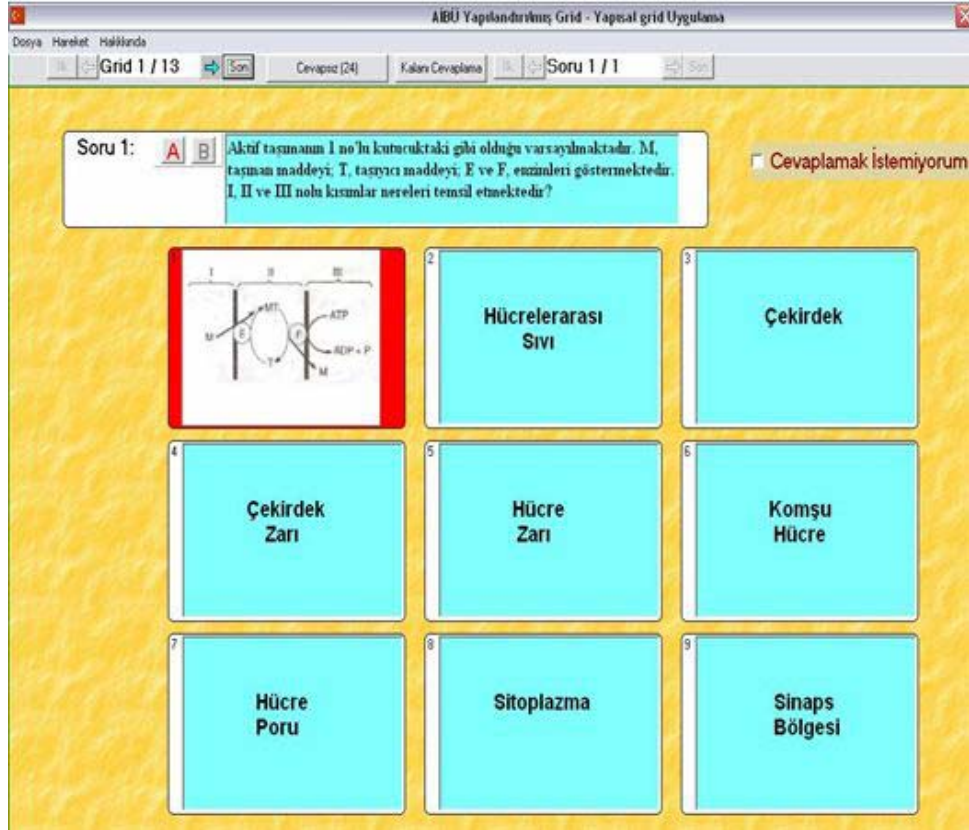 AİBÜ Yapılandırılmış Grid - Yapısal grid Uygulama
Dosya Hareket Hakkında
Grid 1 / 13 Son Cevapsız (24) Kalanı Cevaplama Soru 1 / 1 Son
Soru 1: A B
Aktif taşımanın 1 no'lu kutucuktaki gibi olduğu varsayılmaktadır. M,
taşınan maddeyi; T, taşıyıcı maddeyi; E ve F, enzimleri göstermektedir.
I, II ve III nolu kısımlar nereleri temsil etmektedir?
Cevaplamak İstemiyorum
1
I II III
MT
ATP
M E F
ADP + P
T M
2
Hücrelerarası
Sıvı
3
Çekirdek
4
Çekirdek
Zarı
5
Hücre
Zarı
6
Komşu
Hücre
7
Hücre
Poru
8
Sitoplazma
9
Sinaps
Bölgesi